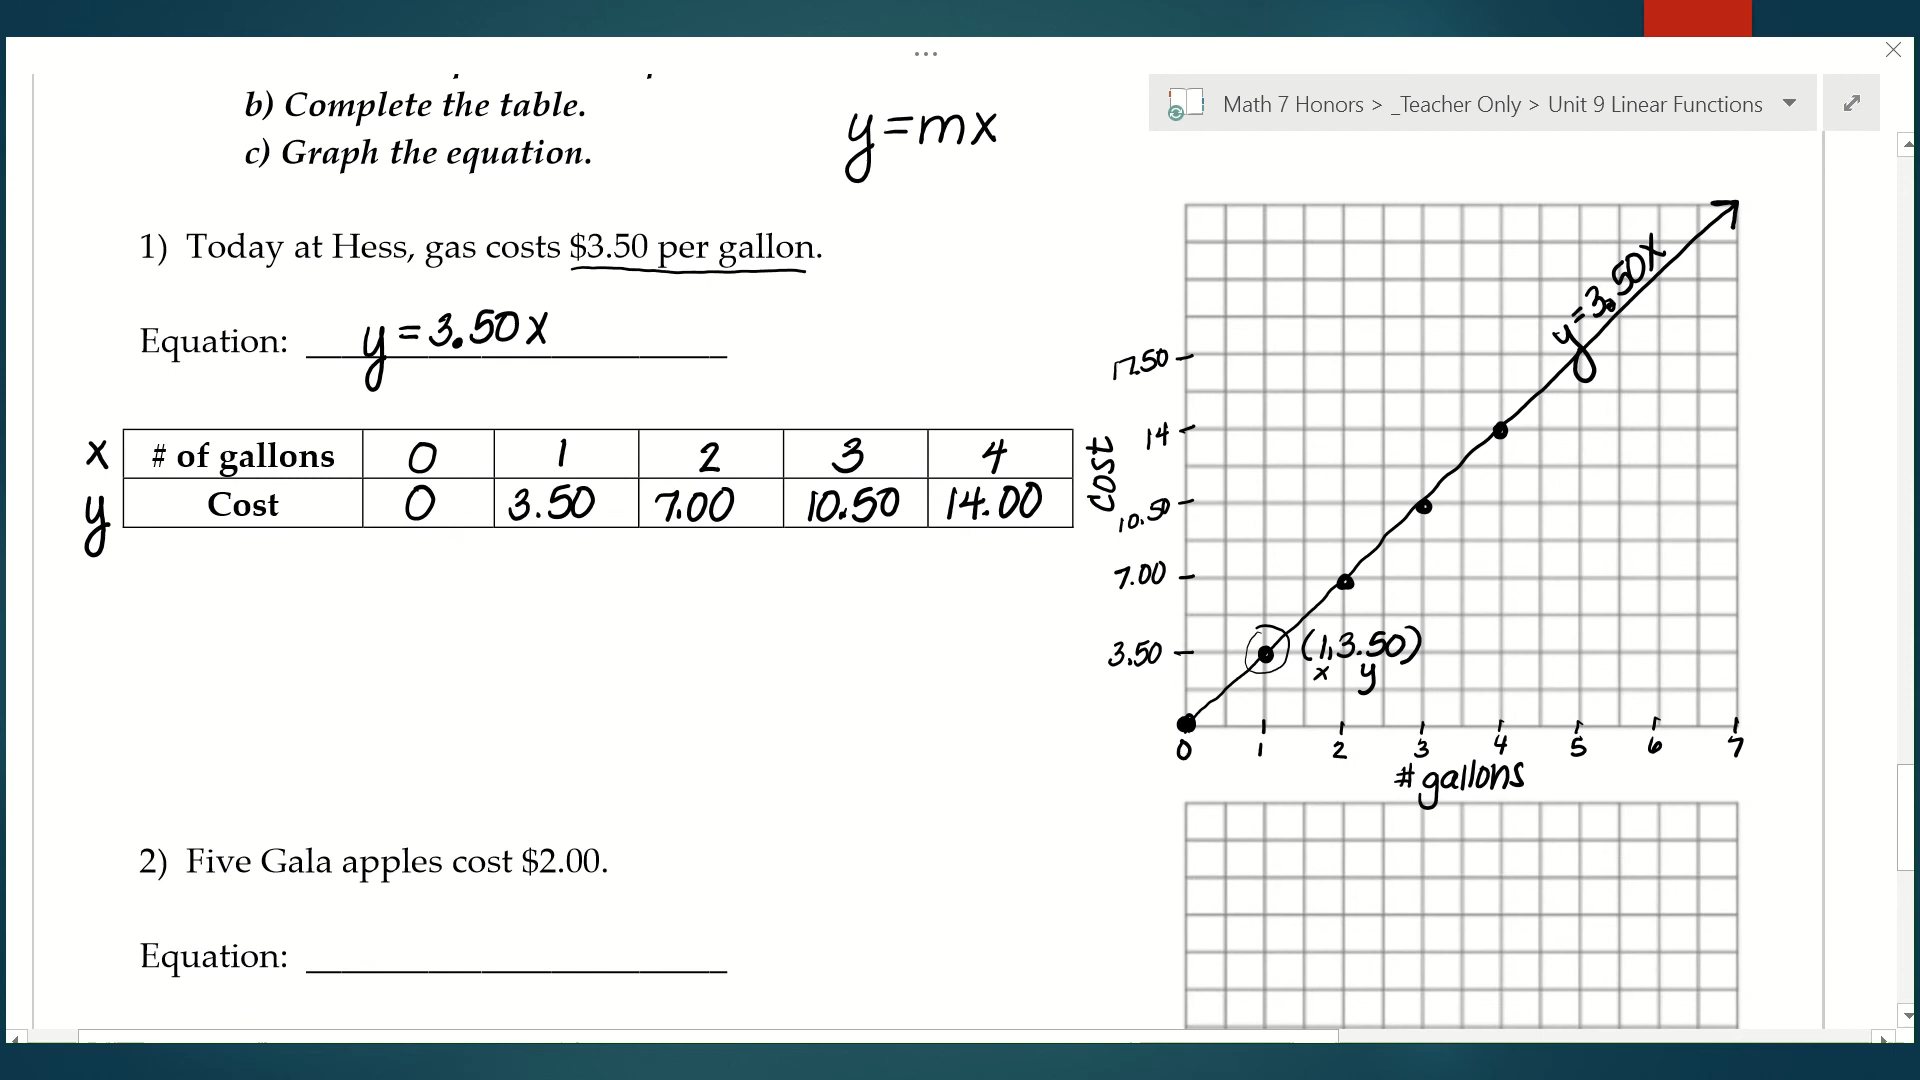 b) Complete the table.
c) Graph the equation.
y=mx
Math 7 Honors > _Teacher Only > Unit 9 Linear Functions
1) Today at Hess, gas costs $3.50 per gallon.
Equation: y=3.50x
x # of gallons 0 1 2 3 4
y Cost 0 3.50 7.00 10.50 14.00
y=3.50x
17.50
14
cost
10.50
7.00
3.50
(1,3.50)
x y
0 1 2 3 4 5 6 7
# gallons
2) Five Gala apples cost $2.00.
Equation: